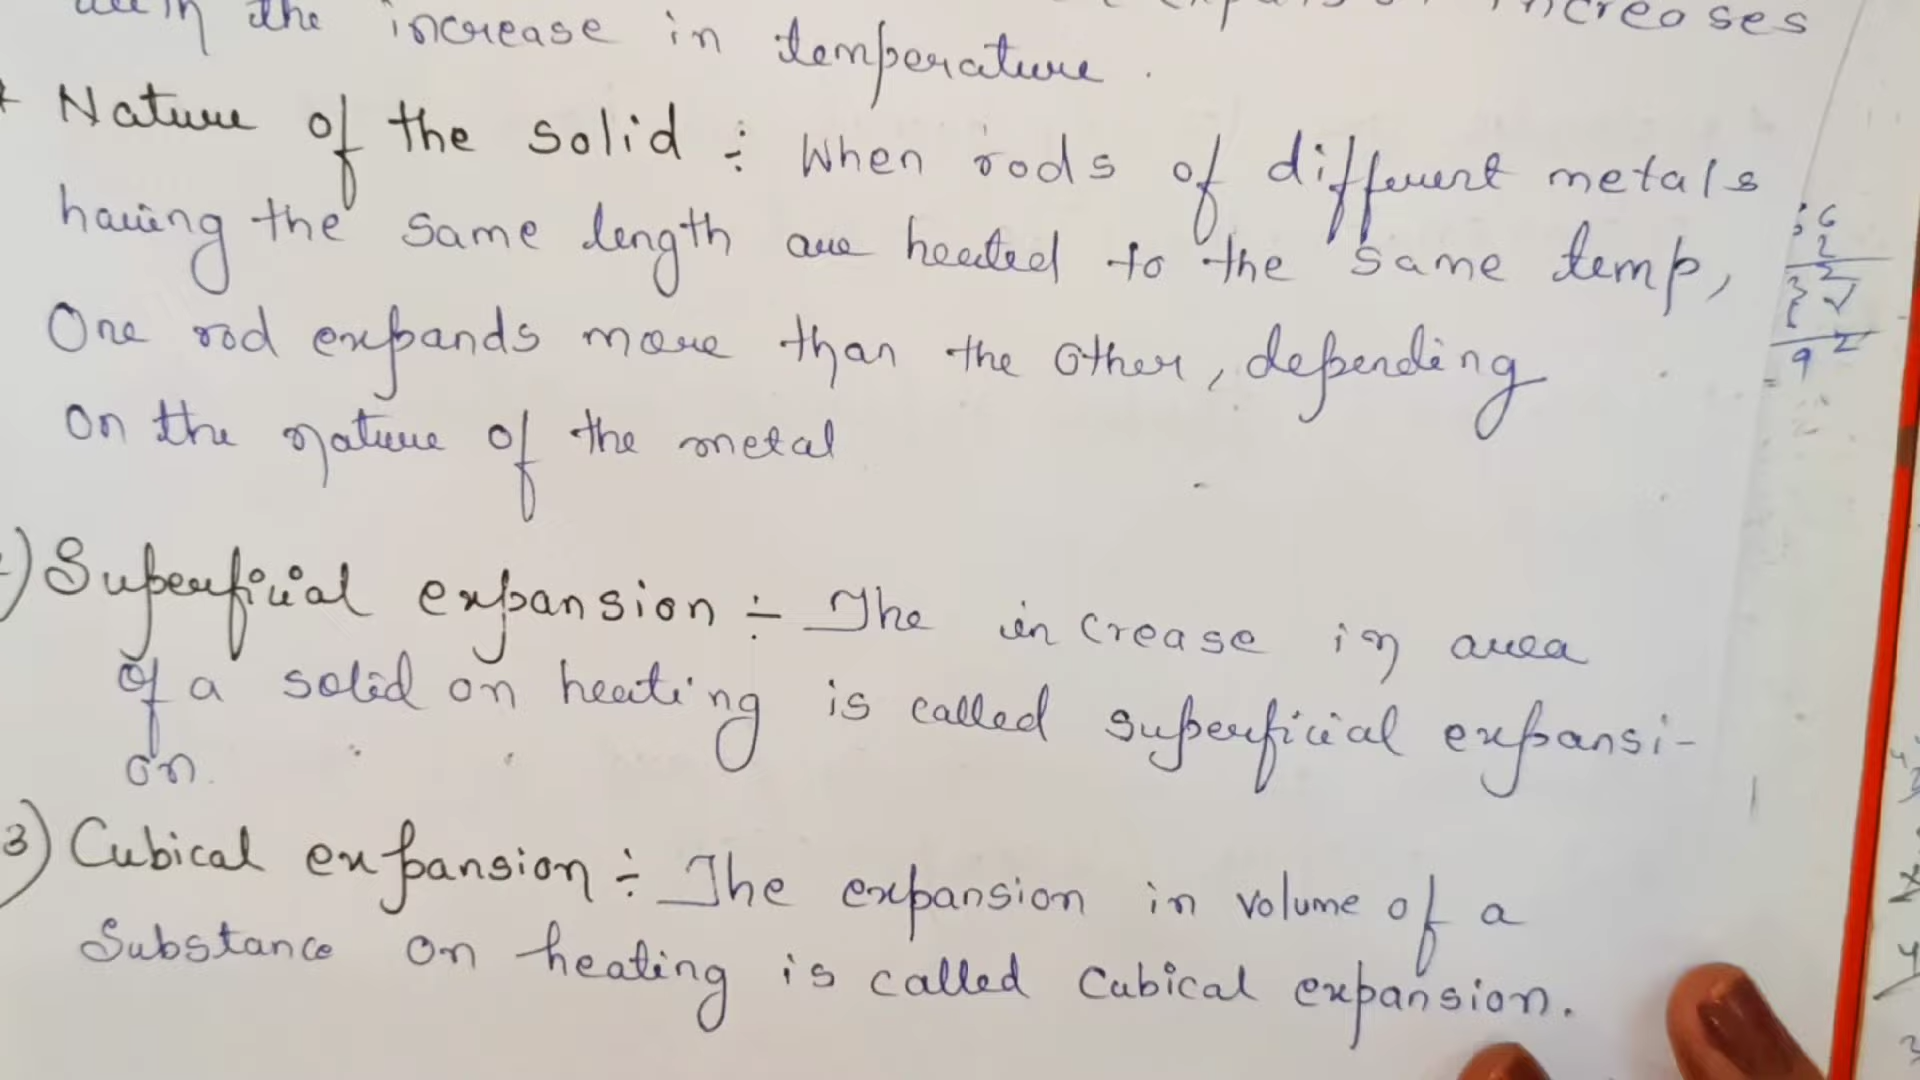 the increase in temperature.
increases
* Nature of the solid ÷ When rods of different metals
having the same length are heated to the same temp,
One rod expands more than the other, depending
on the nature of the metal
) Superficial expansion ÷ The increase in area
of a solid on heating is called superficial expansi-
on.
3) Cubical expansion ÷ The expansion in volume of a
Substance on heating is called Cubical expansion.